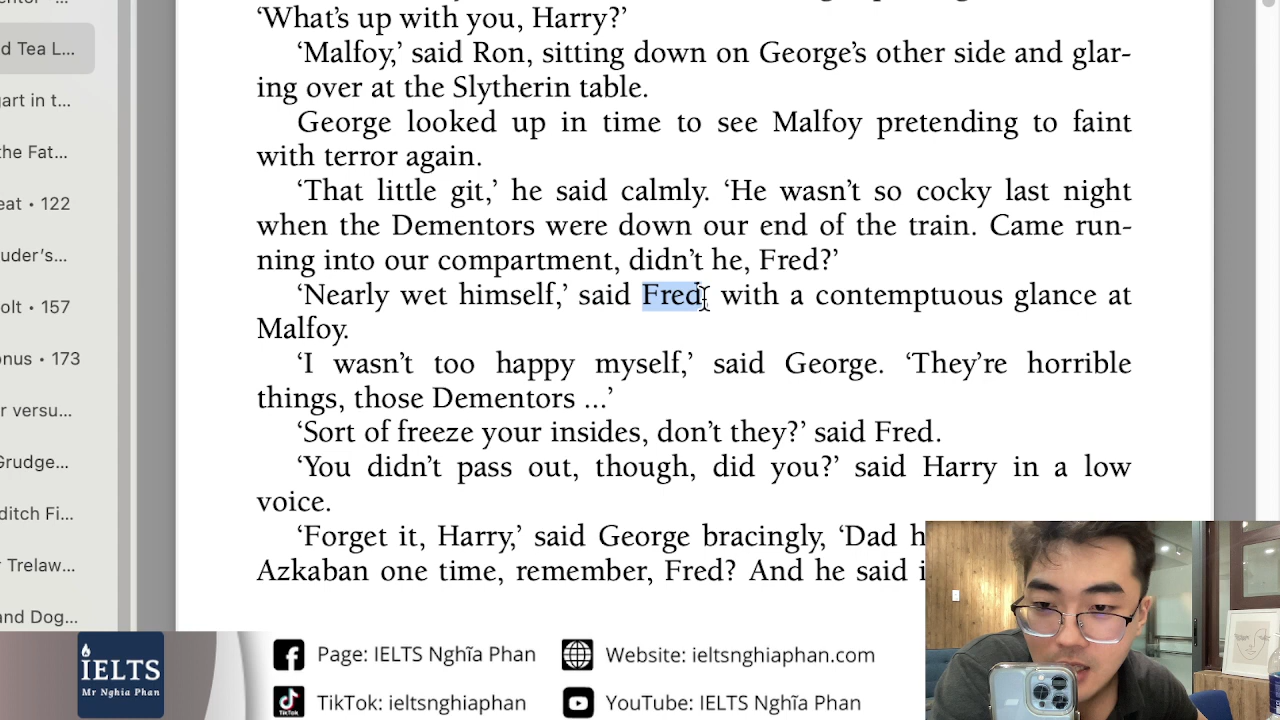 ‘What’s up with you, Harry?’
‘Malfoy,’ said Ron, sitting down on George’s other side and glar-
ing over at the Slytherin table.
George looked up in time to see Malfoy pretending to faint
with terror again.
‘That little git,’ he said calmly. ‘He wasn’t so cocky last night
when the Dementors were down our end of the train. Came run-
ning into our compartment, didn’t he, Fred?’
‘Nearly wet himself,’ said Fred, with a contemptuous glance at
Malfoy.
‘I wasn’t too happy myself,’ said George. ‘They’re horrible
things, those Dementors ...’
‘Sort of freeze your insides, don’t they?’ said Fred.
‘You didn’t pass out, though, did you?’ said Harry in a low
voice.
‘Forget it, Harry,’ said George bracingly, ‘Dad h
Azkaban one time, remember, Fred? And he said i
d Tea L...
gart in t...
the Fat...
eat • 122
uder’s...
olt • 157
onus • 173
r versu...
Grudge...
ditch Fi...
r Trelaw...
and Dog...
IELTS
Mr Nghia Phan
Page: IELTS Nghĩa Phan
TikTok: ieltsnghiaphan
Website: ieltsnghiaphan.com
YouTube: IELTS Nghĩa Phan